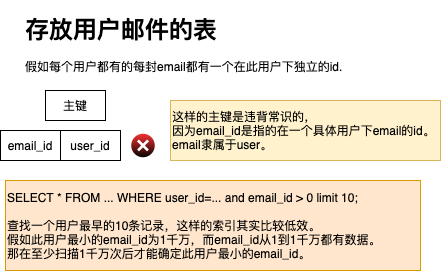 存放用户邮件的表
假如每个用户都有的每封email都有一个在此用户下独立的id.
主键
email_id user_id
这样的主键是违背常识的，
因为email_id是指的在一个具体用户下email的id。
email隶属于user。
SELECT * FROM ... WHERE user_id=... and email_id > 0 limit 10;
查找一个用户最早的10条记录，这样的索引其实比较低效。
假如此用户最小的email_id为1千万，而email_id从1到1千万都有数据。
那在至少扫描1千万次后才能确定此用户最小的email_id。